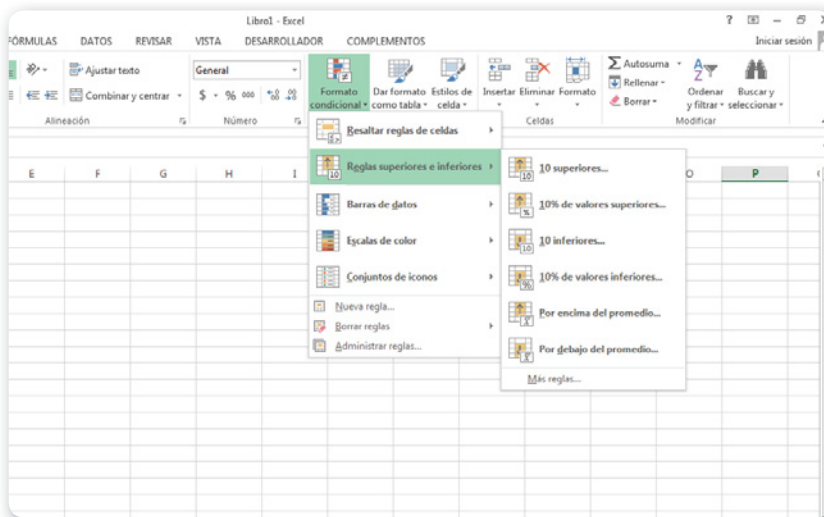 Libro1 - Excel
FÓRMULAS DATOS REVISAR VISTA DESARROLLADOR COMPLEMENTOS Iniciar sesión
Ajustar texto
General
Combinar y centrar
$ % 000
Alineación
Número
Formato condicional
Dar formato como tabla
Estilos de celda
Insertar Eliminar Formato
Celdas
Autosuma
Rellenar
Borrar
Ordenar y filtrar
Buscar y seleccionar
Modificar
E F G H I O P
Resaltar reglas de celdas
Reglas superiores e inferiores
Barras de datos
Escalas de color
Conjuntos de iconos
Nueva regla...
Borrar reglas
Administrar reglas...
10 superiores...
10% de valores superiores...
10 inferiores...
10% de valores inferiores...
Por encima del promedio...
Por debajo del promedio...
Más reglas...